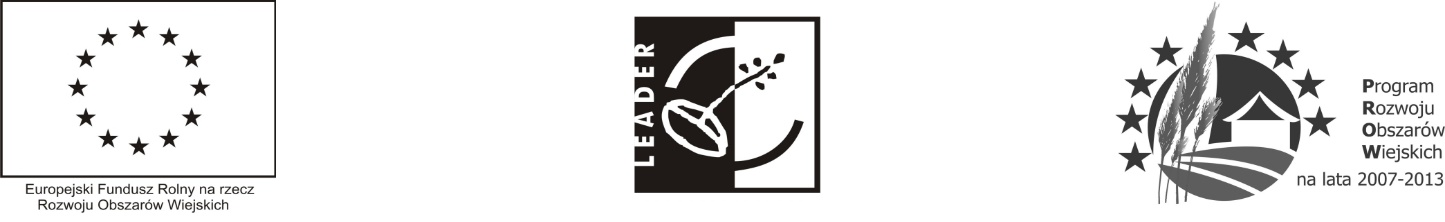 Europejski Fundusz Rolny na rzecz
Rozwoju Obszarów Wiejskich
LEADER
Program
Rozwoju
Obszarów
Wiejskich
na lata 2007-2013